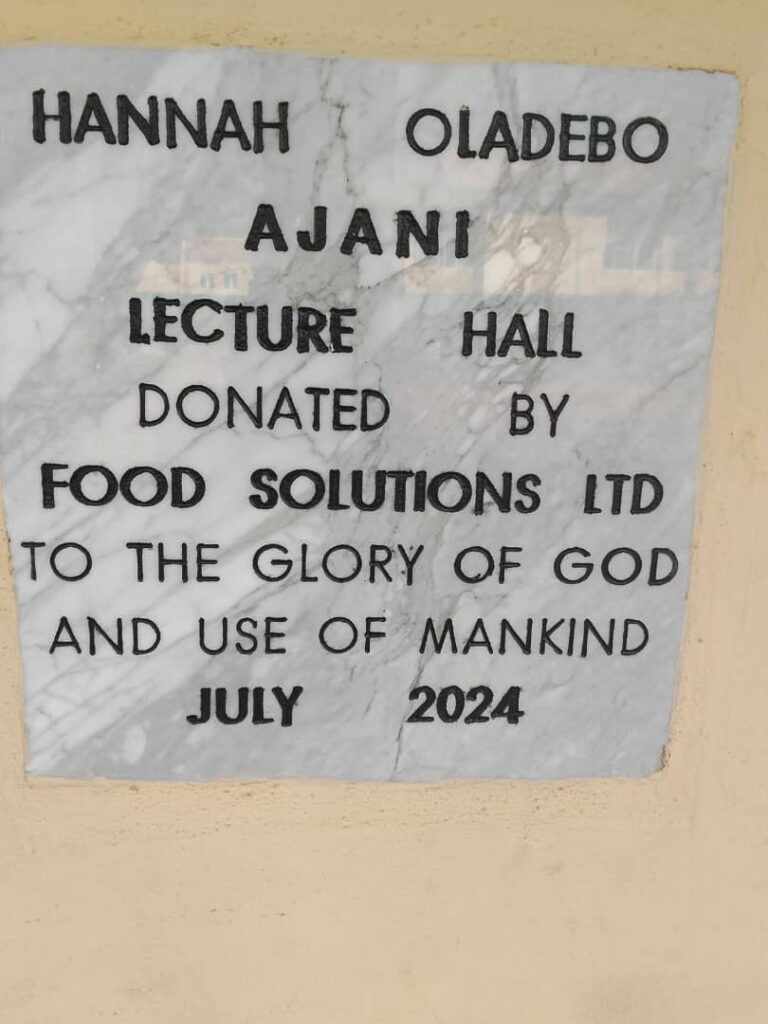 HANNAH OLADEBO
AJANI
LECTURE HALL
DONATED BY
FOOD SOLUTIONS LTD
TO THE GLORY OF GOD
AND USE OF MANKIND
JULY 2024